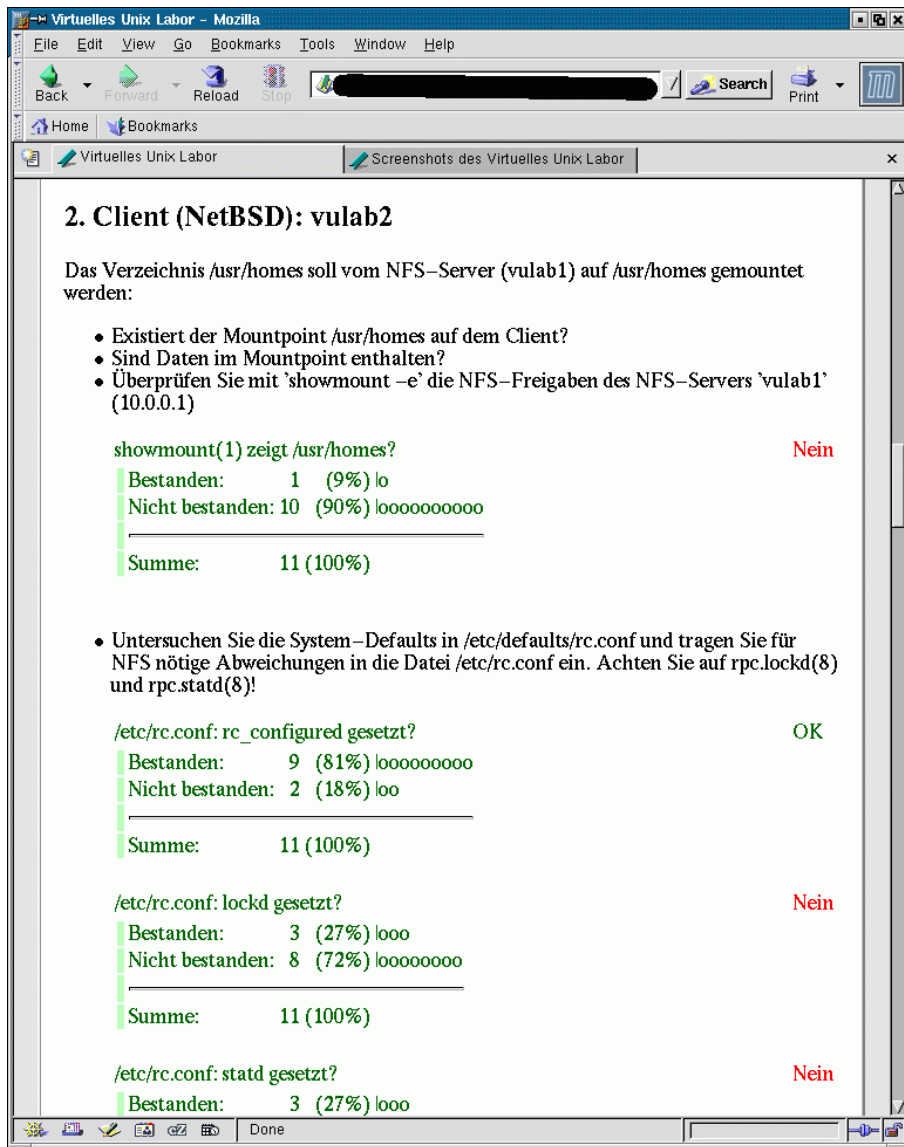 Virtuelles Unix Labor - Mozilla
File Edit View Go Bookmarks Tools Window Help
Back Forward Reload Stop Search Print
Home Bookmarks
Virtuelles Unix Labor Screenshots des Virtuelles Unix Labor
2. Client (NetBSD): vulab2
Das Verzeichnis /usr/homes soll vom NFS-Server (vulab1) auf /usr/homes gemountet
werden:
• Existiert der Mountpoint /usr/homes auf dem Client?
• Sind Daten im Mountpoint enthalten?
• Überprüfen Sie mit 'showmount -e' die NFS-Freigaben des NFS-Servers 'vulab1'
(10.0.0.1)
showmount(1) zeigt /usr/homes? Nein
Bestanden: 1 (9%) |o
Nicht bestanden: 10 (90%) |oooooooooo
Summe: 11 (100%)
• Untersuchen Sie die System-Defaults in /etc/defaults/rc.conf und tragen Sie für
NFS nötige Abweichungen in die Datei /etc/rc.conf ein. Achten Sie auf rpc.lockd(8)
und rpc.statd(8)!
/etc/rc.conf: rc_configured gesetzt? OK
Bestanden: 9 (81%) |ooooooooo
Nicht bestanden: 2 (18%) |oo
Summe: 11 (100%)
/etc/rc.conf: lockd gesetzt? Nein
Bestanden: 3 (27%) |ooo
Nicht bestanden: 8 (72%) |oooooooo
Summe: 11 (100%)
/etc/rc.conf: statd gesetzt? Nein
Bestanden: 3 (27%) |ooo
Done